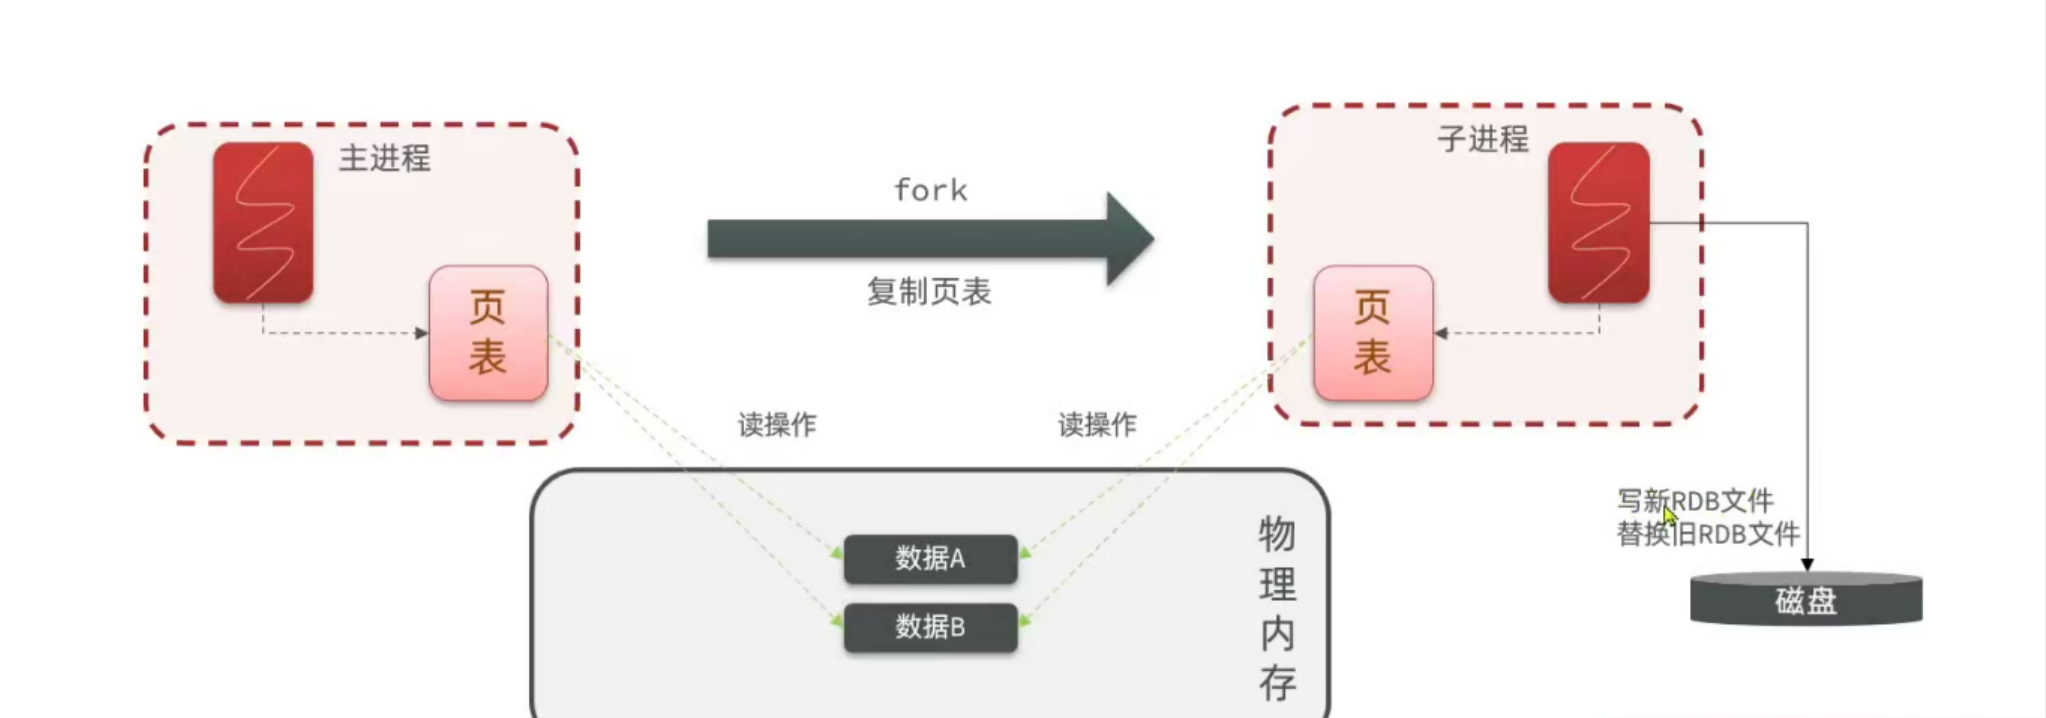 主进程
页表
fork
复制页表
子进程
页表
读操作
读操作
物理内存
数据A
数据B
写新RDB文件
替换旧RDB文件
磁盘